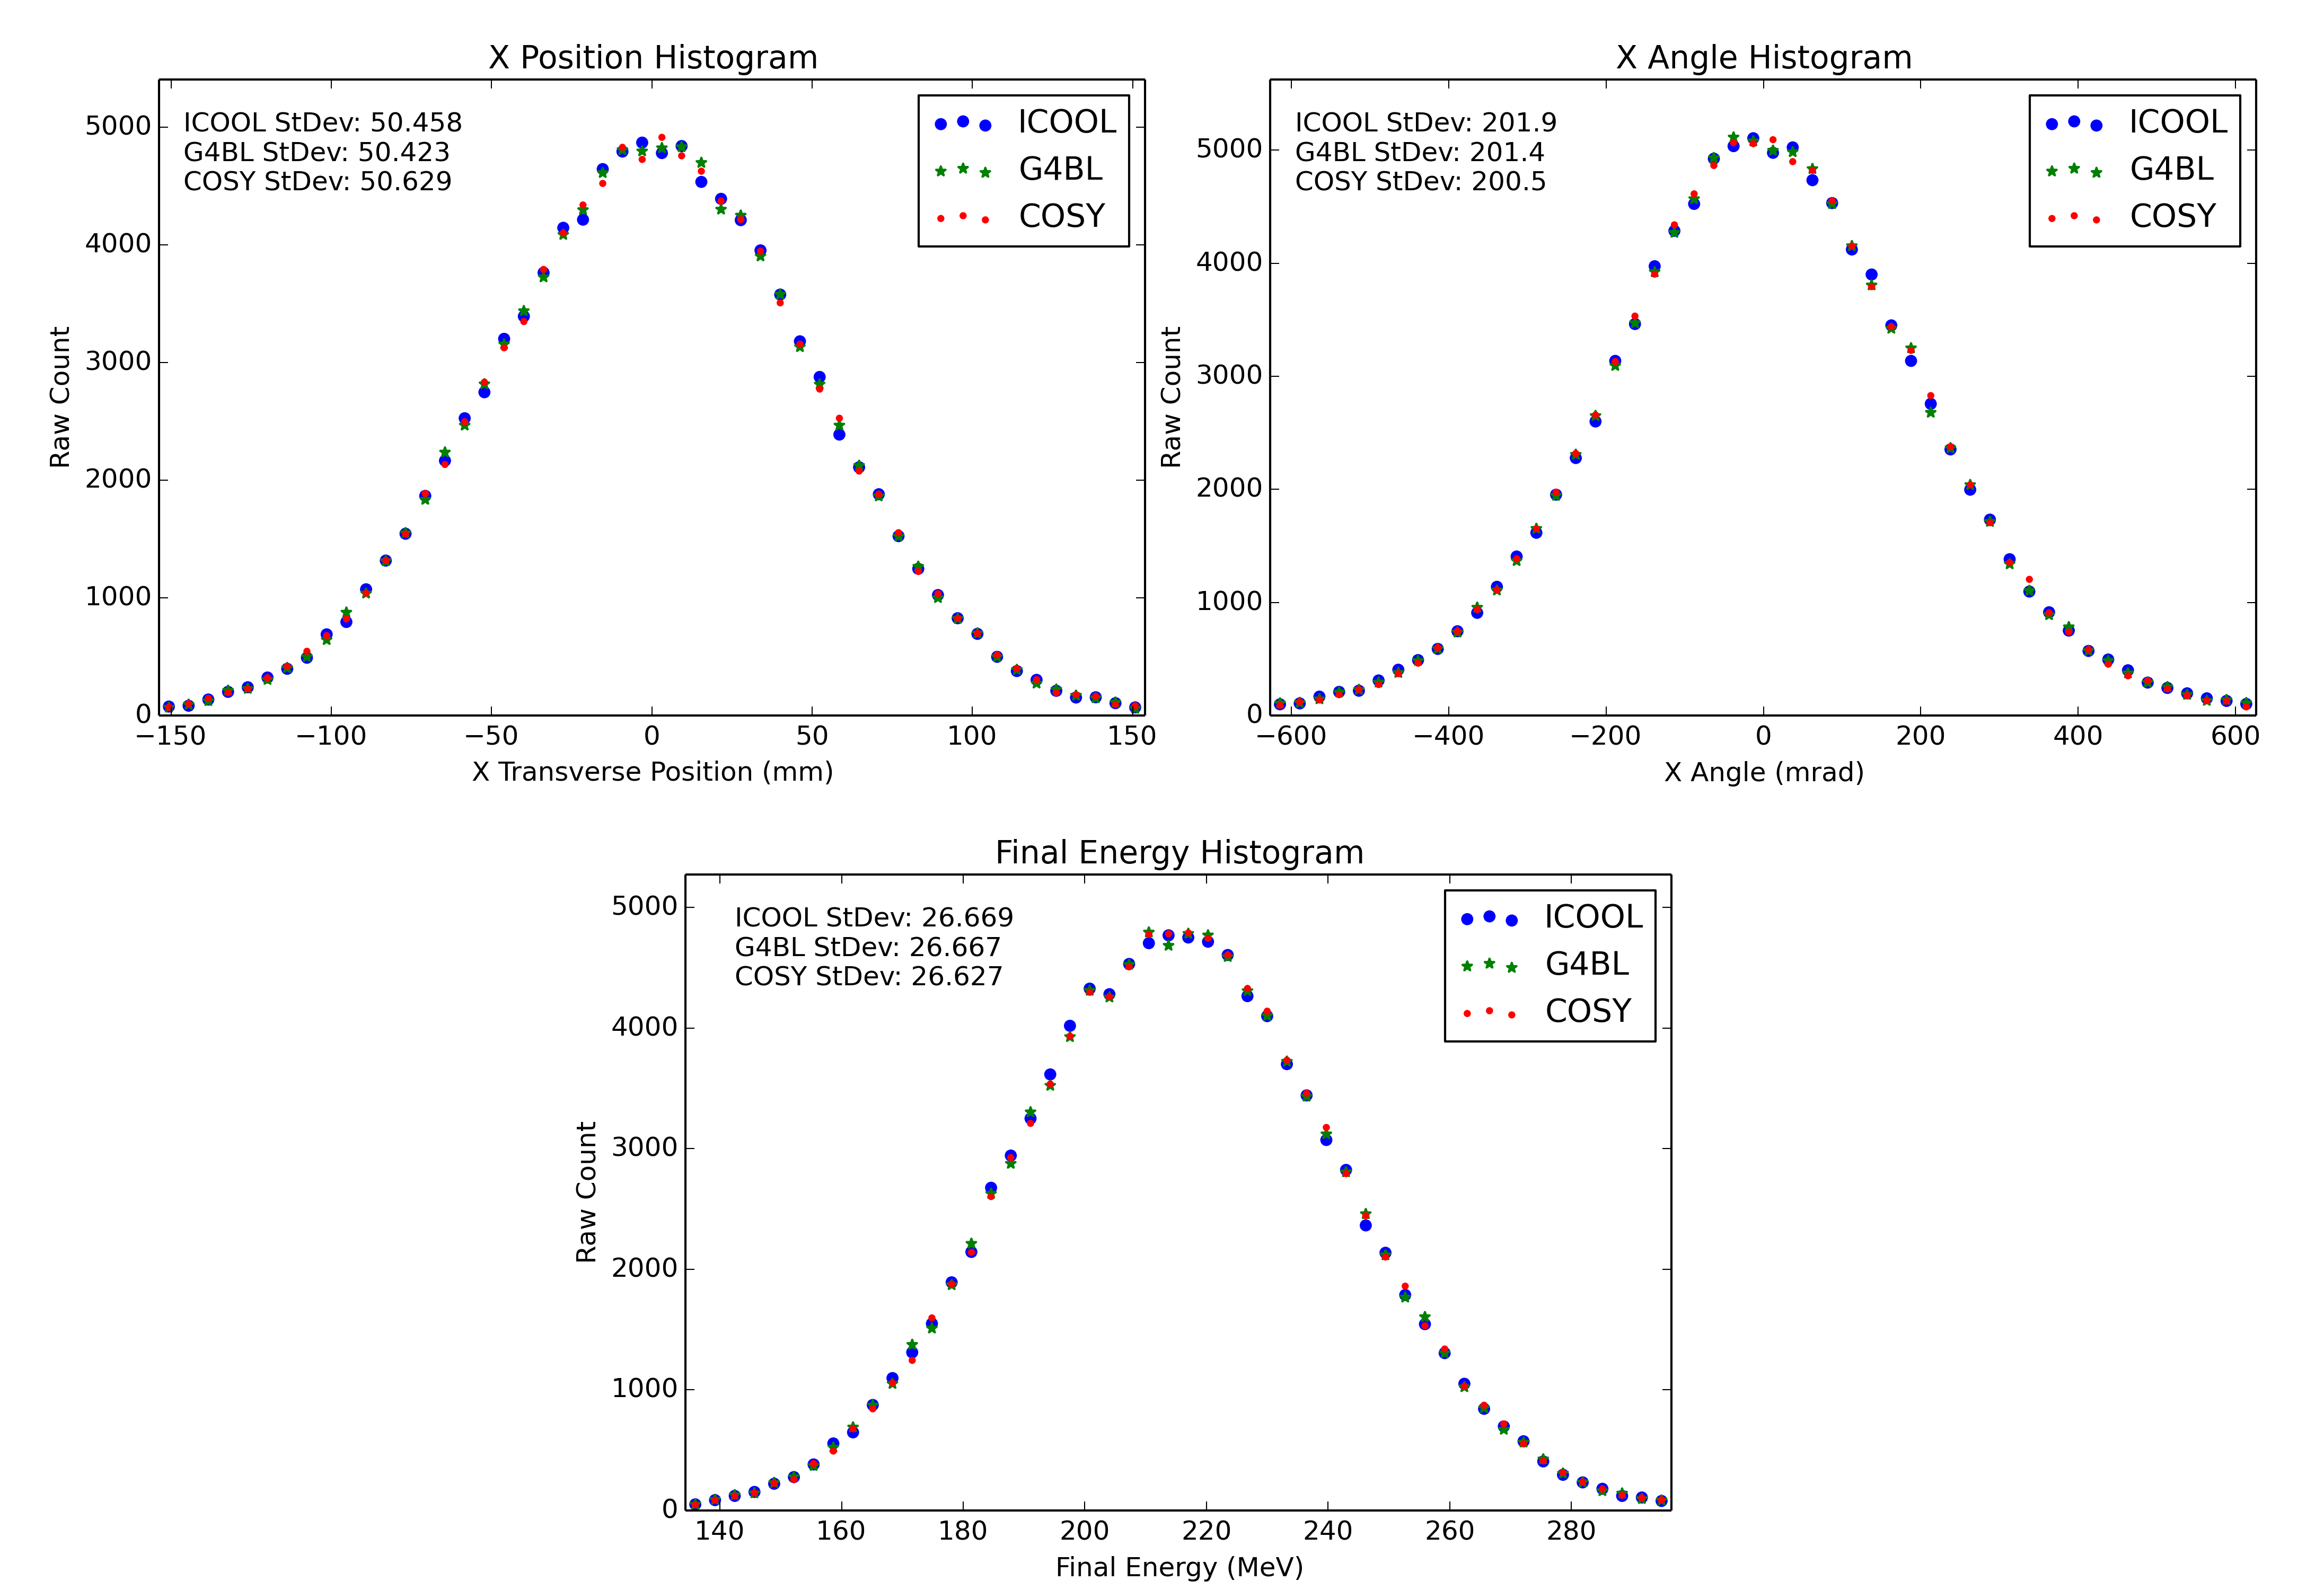 X Position Histogram
ICOOL StDev: 50.458
G4BL StDev: 50.423
COSY StDev: 50.629
ICOOL
G4BL
COSY
Raw Count
5000
4000
3000
2000
1000
0
−150 −100 −50 0 50 100 150
X Transverse Position (mm)
X Angle Histogram
ICOOL StDev: 201.9
G4BL StDev: 201.4
COSY StDev: 200.5
ICOOL
G4BL
COSY
Raw Count
5000
4000
3000
2000
1000
0
−600 −400 −200 0 200 400 600
X Angle (mrad)
Final Energy Histogram
ICOOL StDev: 26.669
G4BL StDev: 26.667
COSY StDev: 26.627
ICOOL
G4BL
COSY
Raw Count
5000
4000
3000
2000
1000
0
140 160 180 200 220 240 260 280
Final Energy (MeV)